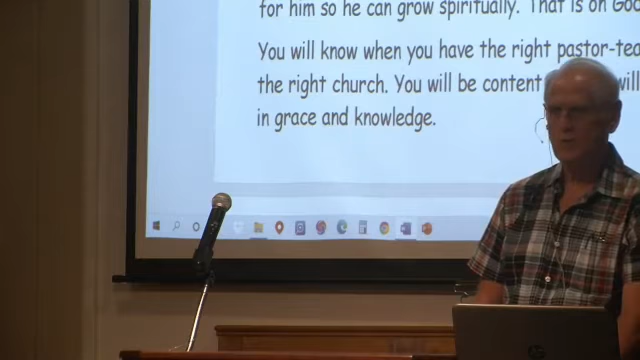 for him so he can grow spiritually. That is on God
You will know when you have the right pastor-tea
the right church. You will be content will
in grace and knowledge.